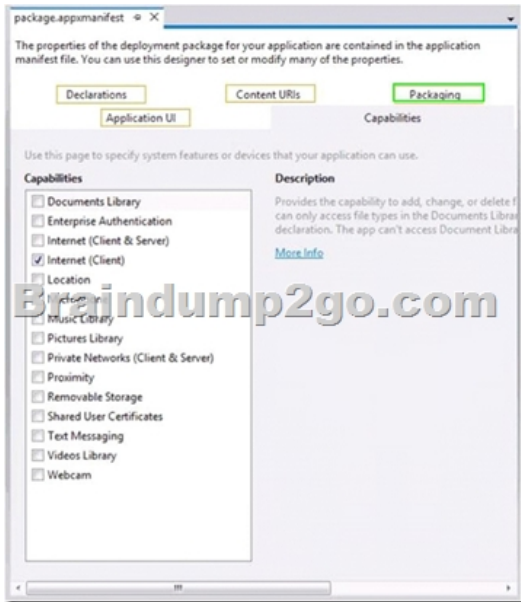 package.appxmanifest
The properties of the deployment package for your application are contained in the application
manifest file. You can use this designer to set or modify many of the properties.
Declarations Content URIs Packaging
Application UI Capabilities
Use this page to specify system features or devices that your application can use.
Capabilities
Documents Library
Enterprise Authentication
Internet (Client & Server)
Internet (Client)
Location
Music Library
Pictures Library
Private Networks (Client & Server)
Proximity
Removable Storage
Shared User Certificates
Text Messaging
Videos Library
Webcam
Description
Provides the capability to add, change, or delete f
can only access file types in the Documents Librar
declaration. The app can't access Document Libra
More Info
Braindump2go.com